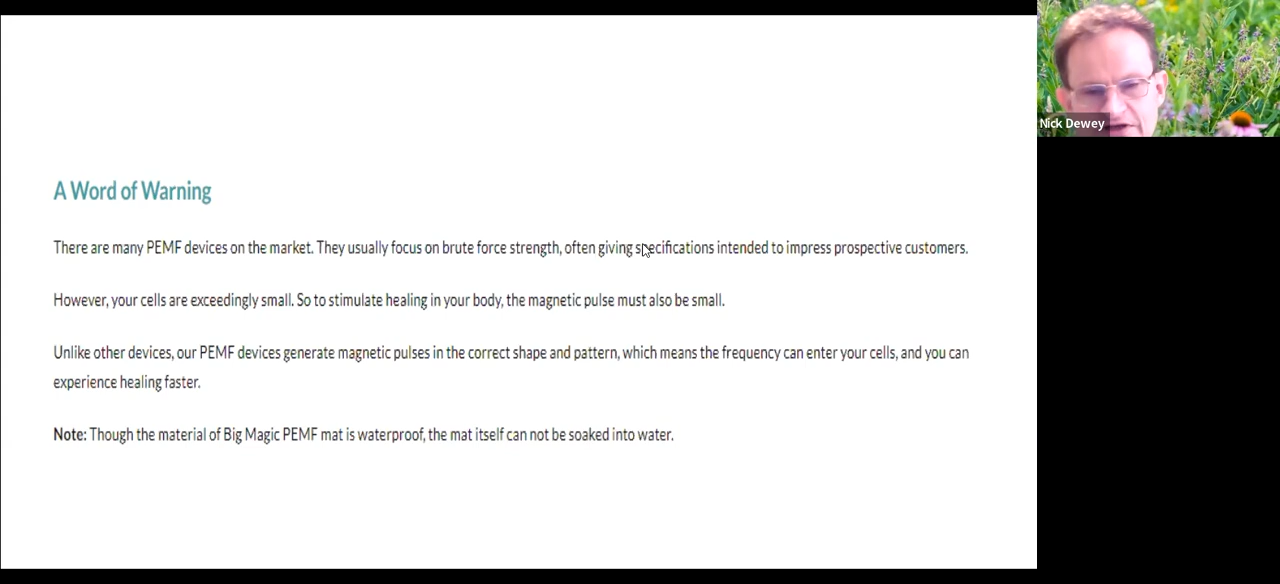 A Word of Warning
There are many PEMF devices on the market. They usually focus on brute force strength, often giving specifications intended to impress prospective customers.
However, your cells are exceedingly small. So to stimulate healing in your body, the magnetic pulse must also be small.
Unlike other devices, our PEMF devices generate magnetic pulses in the correct shape and pattern, which means the frequency can enter your cells, and you can
experience healing faster.
Note: Though the material of Big Magic PEMF mat is waterproof, the mat itself can not be soaked into water.
Nick Dewey